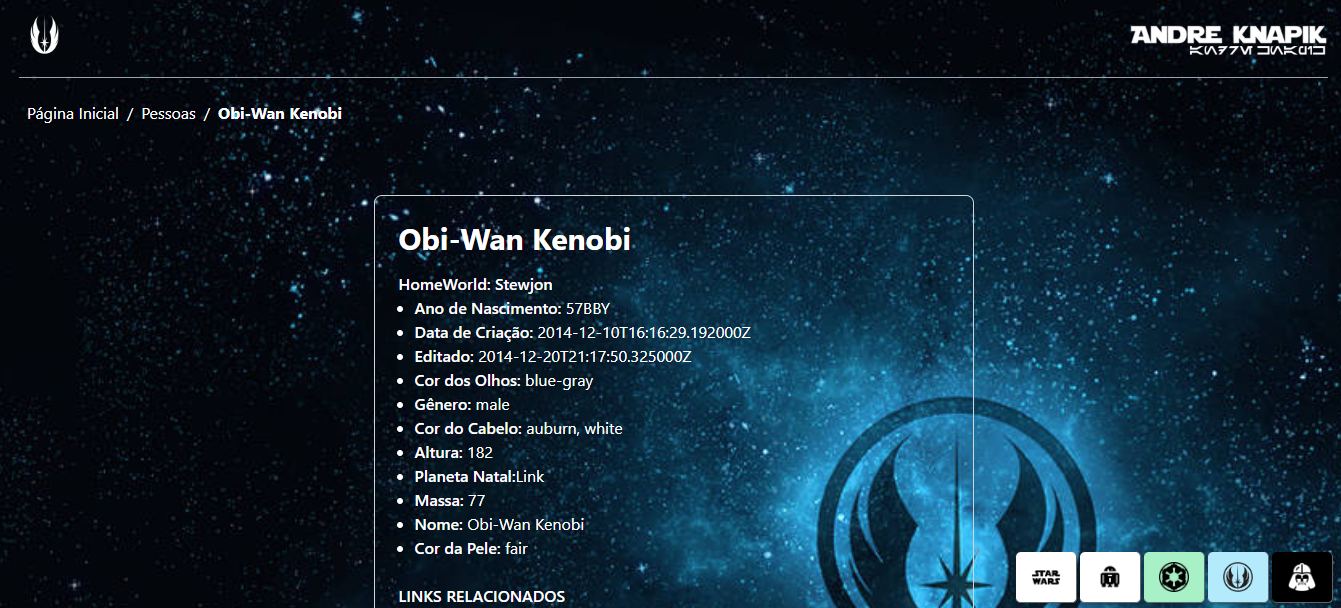 ANDRE KNAPIK
Página Inicial / Pessoas / Obi-Wan Kenobi
Obi-Wan Kenobi
HomeWorld: Stewjon
Ano de Nascimento: 57BBY
Data de Criação: 2014-12-10T16:16:29.192000Z
Editado: 2014-12-20T21:17:50.325000Z
Cor dos Olhos: blue-gray
Gênero: male
Cor do Cabelo: auburn, white
Altura: 182
Planeta Natal:Link
Massa: 77
Nome: Obi-Wan Kenobi
Cor da Pele: fair
LINKS RELACIONADOS
STAR
WARS